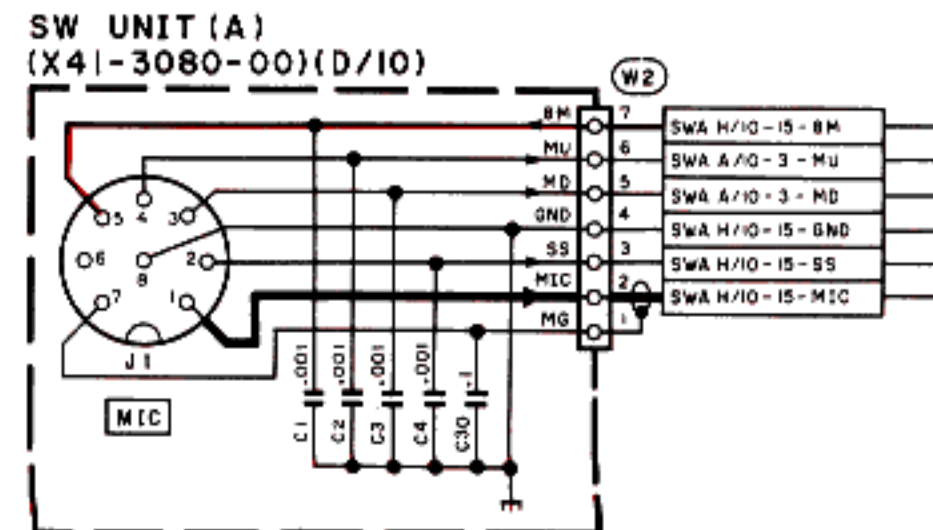 SW UNIT (A)
(X41-3080-00)(D/10)
W2
8M 7 SWA H/10-15-8M
MU 6 SWA A/10-3-MU
MD 5 SWA A/10-3-MD
GND 4 SWA H/10-15-GND
SS 3 SWA H/10-15-SS
MIC 2 SWA H/10-15-MIC
MG 1
5 4 3
6 8 2
7 1
J1
MIC
C1 .001
C2 .001
C3 .001
C4 .001
C30 .1